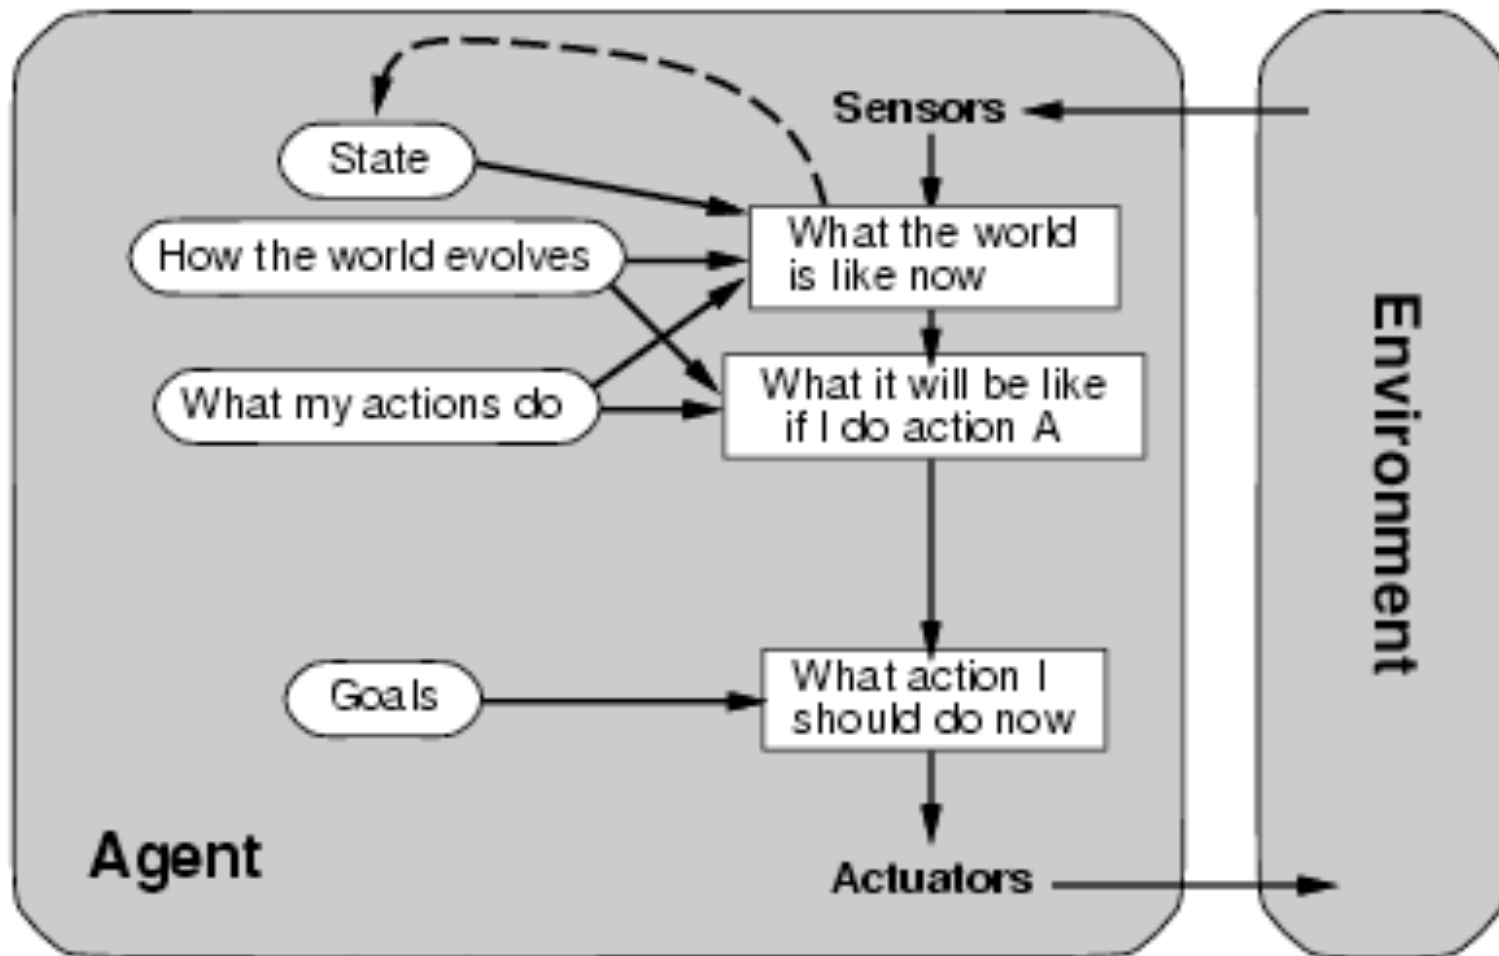 Sensors
State
What the world
is like now
How the world evolves
What it will be like
if I do action A
What my actions do
Environment
What action I
should do now
Goals
Agent
Actuators